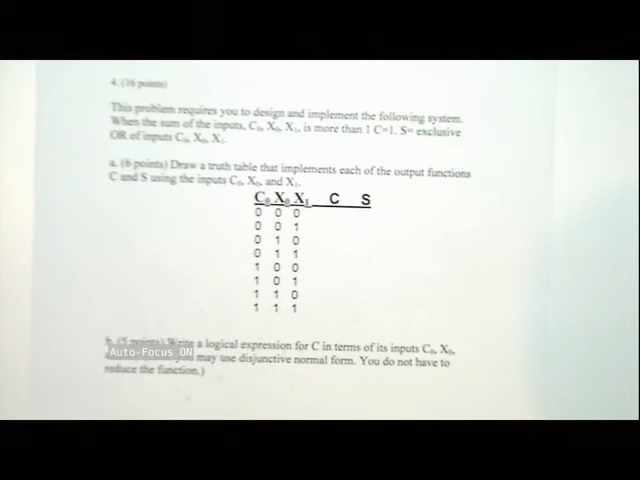 4. (16 points)
This problem requires you to design and implement the following system.
When the sum of the inputs, C₀, X₀, X₁, is more than 1 C=1. S= exclusive
OR of inputs C₀, X₀, X₁.
a. (6 points) Draw a truth table that implements each of the output functions
C and S using the inputs C₀, X₀, and X₁.
C₀ X₀ X₁ C S
0 0 0
0 0 1
0 1 0
0 1 1
1 0 0
1 0 1
1 1 0
1 1 1
b. (5 points) Write a logical expression for C in terms of its inputs C₀, X₀,
may use disjunctive normal form. You do not have to
reduce the function.)
Auto-Focus ON